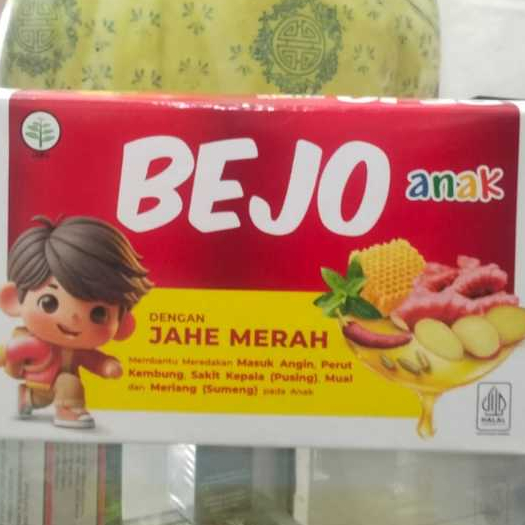 BEJO anak
DENGAN
JAHE MERAH
Membantu Meredakan Masuk Angin, Perut
Kembung, Sakit Kepala (Pusing), Mual
dan Meriang (Sumeng) pada Anak
HALAL